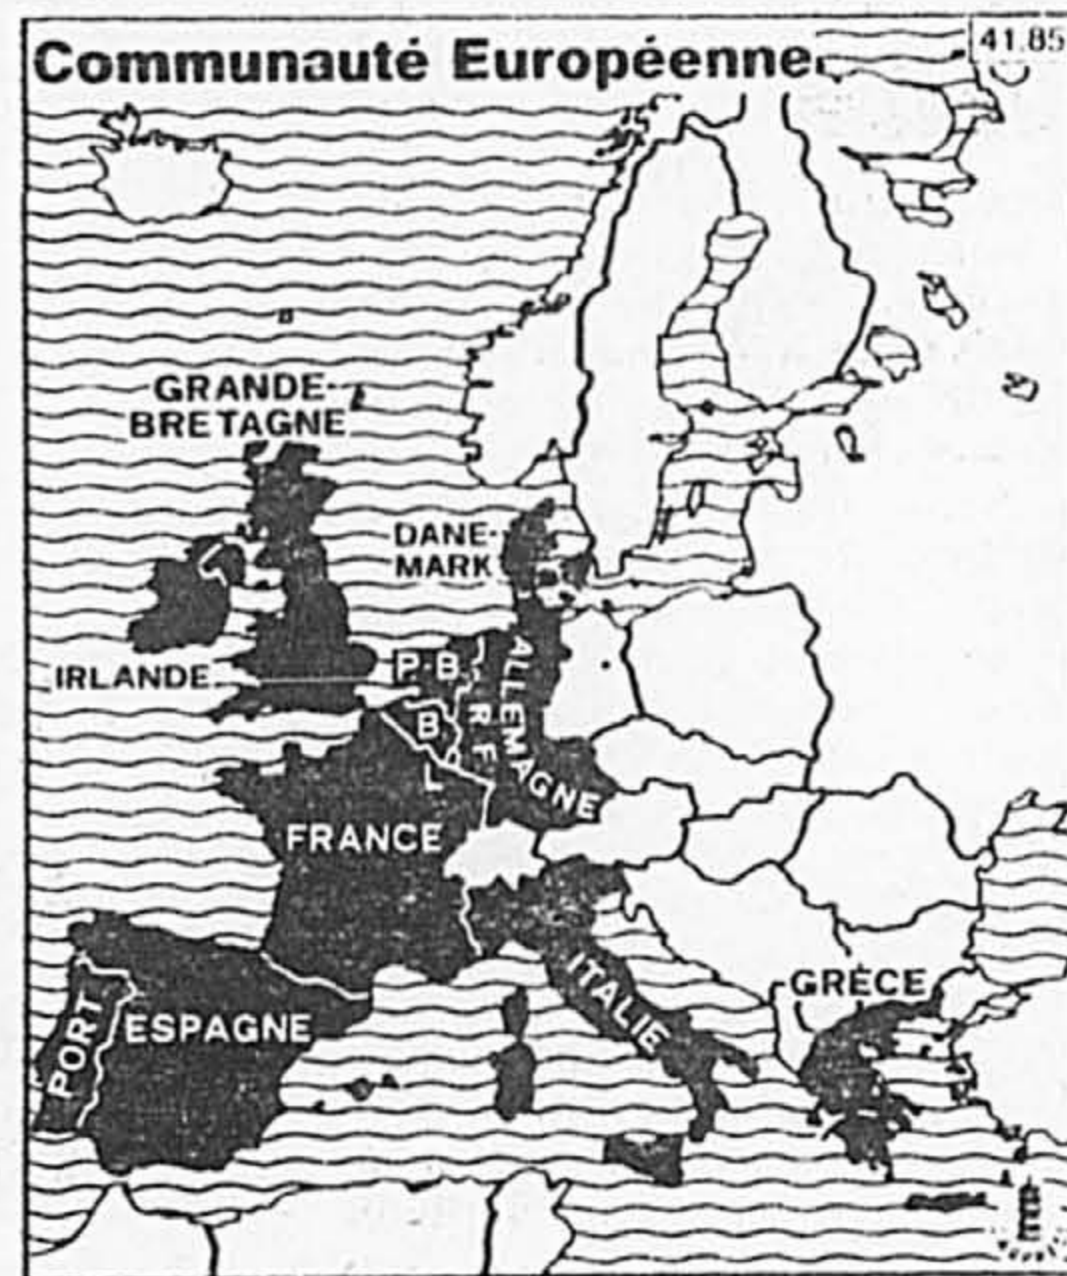 Communauté Européenne
41.85
GRANDE-
BRETAGNE
DANE-
MARK
IRLANDE
P-B
B
L
R F
ALLEMAGNE
FRANCE
ITALIE
GRÈCE
PORT
ESPAGNE